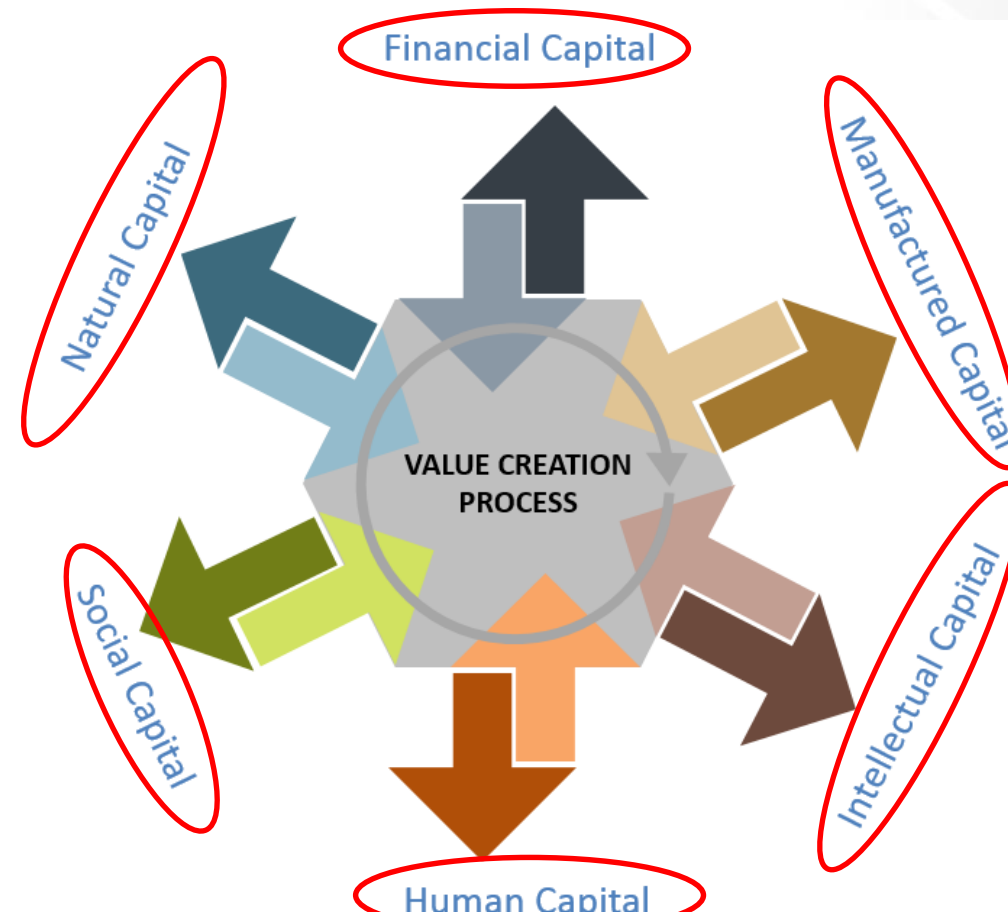 Financial Capital
Manufactured Capital
Natural Capital
VALUE CREATION
PROCESS
Intellectual Capital
Social Capital
Human Capital